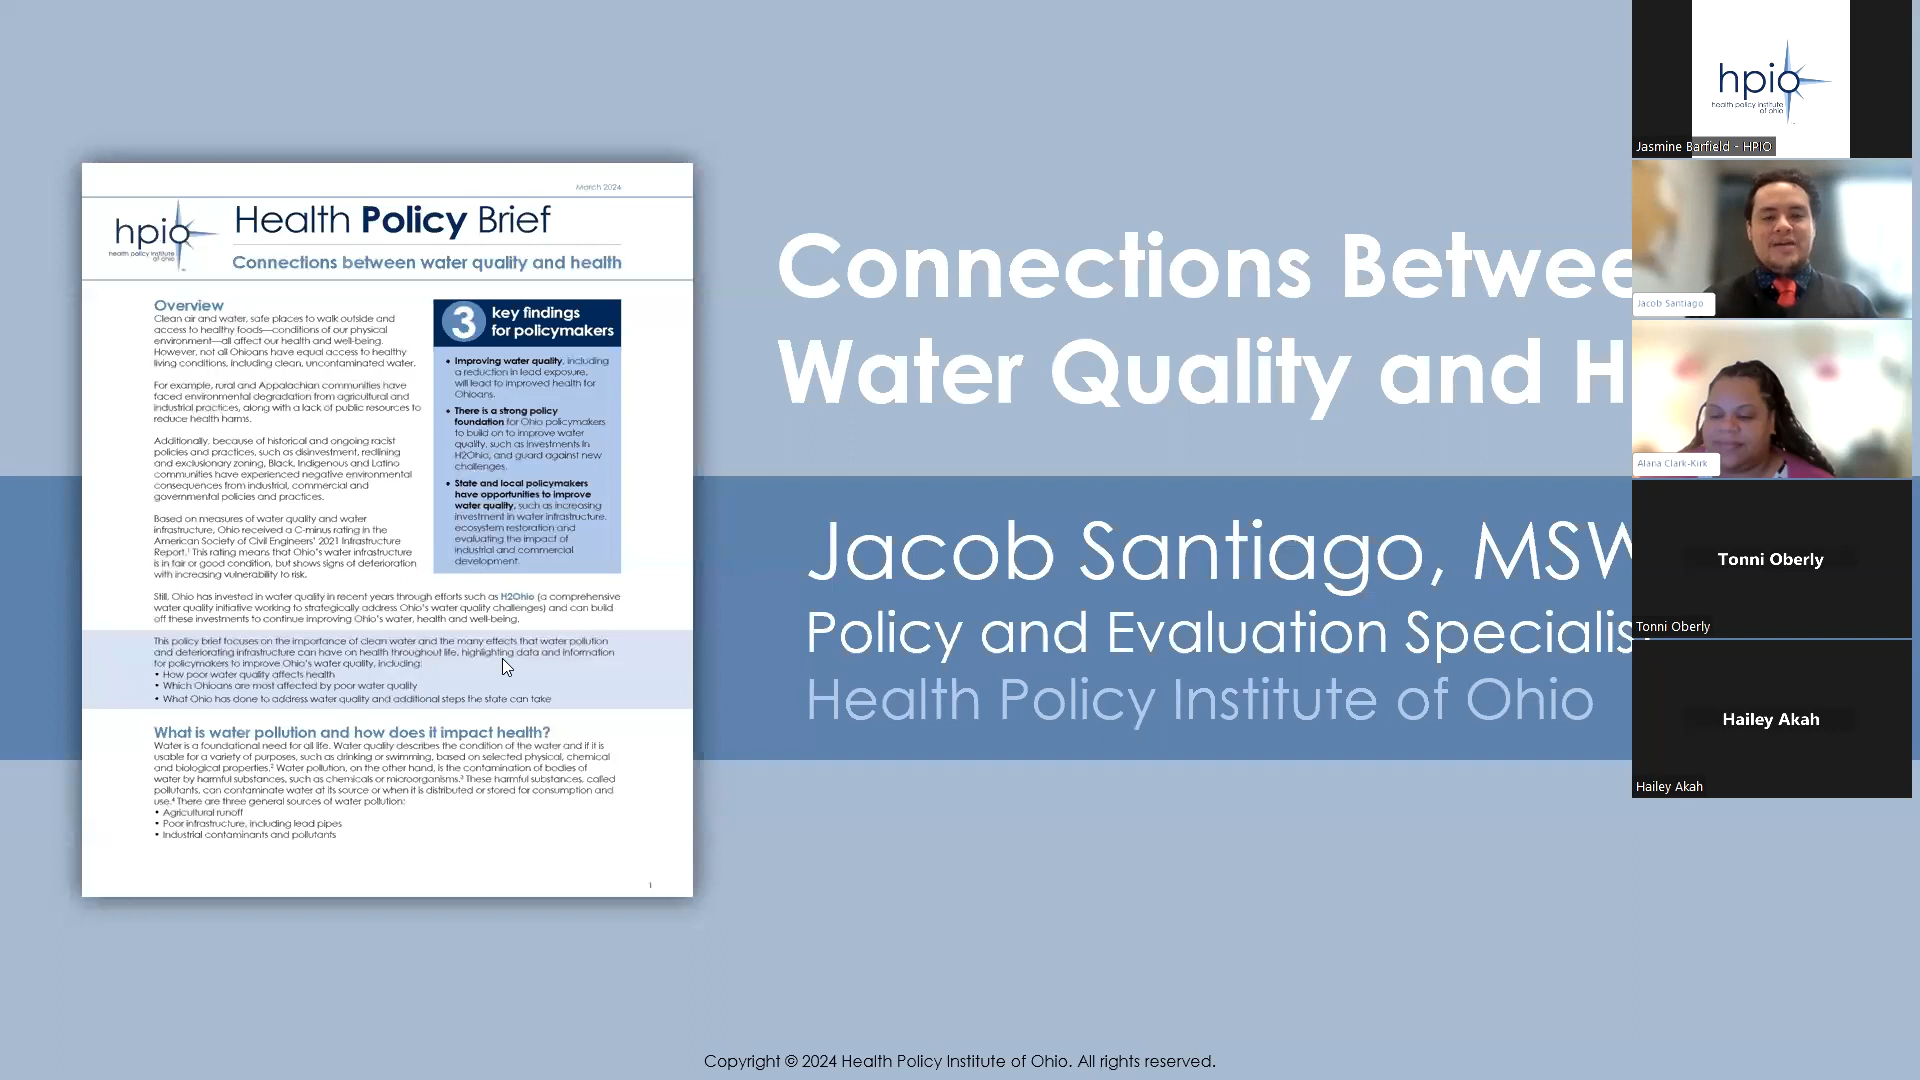 March 2024
hpio
health policy institute
of ohio
Health Policy Brief
Connections between water quality and health
Overview
Clean air and water, safe places to walk outside and
access to healthy foods—conditions of our physical
environment—all affect our health and well-being.
However, not all Ohioans have equal access to healthy
living conditions, including clean, uncontaminated water.
For example, rural and Appalachian communities have
faced environmental degradation from agricultural and
industrial practices, along with a lack of public resources to
reduce health harms.
Additionally, because of historical and ongoing racist
policies and practices, such as disinvestment, redlining
and exclusionary zoning, Black, Indigenous and Latino
communities have experienced negative environmental
consequences from industrial, commercial and
governmental policies and practices.
Based on measures of water quality and water
infrastructure, Ohio received a C-minus rating in the
American Society of Civil Engineers' 2021 Infrastructure
Report.¹ This rating means that Ohio's water infrastructure
is in fair or good condition, but shows signs of deterioration
with increasing vulnerability to risk.
3 key findings
for policymakers
• Improving water quality, including
a reduction in lead exposure,
will lead to improved health for
Ohioans.
• There is a strong policy
foundation for Ohio policymakers
to build on to improve water
quality, such as investments in
H2Ohio, and guard against new
challenges.
• State and local policymakers
have opportunities to improve
water quality, such as increasing
investment in water infrastructure,
ecosystem restoration and
evaluating the impact of
industrial and commercial
development.
Still, Ohio has invested in water quality in recent years through efforts such as H2Ohio (a comprehensive
water quality initiative working to strategically address Ohio's water quality challenges) and can build
off these investments to continue improving Ohio's water, health and well-being.
This policy brief focuses on the importance of clean water and the many effects that water pollution
and deteriorating infrastructure can have on health throughout life, highlighting data and information
for policymakers to improve Ohio's water quality, including:
• How poor water quality affects health
• Which Ohioans are most affected by poor water quality
• What Ohio has done to address water quality and additional steps the state can take
What is water pollution and how does it impact health?
Water is a foundational need for all life. Water quality describes the condition of the water and if it is
usable for a variety of purposes, such as drinking or swimming, based on selected physical, chemical
and biological properties.² Water pollution, on the other hand, is the contamination of bodies of
water by harmful substances, such as chemicals or microorganisms.³ These harmful substances, called
pollutants, can contaminate water at its source or when it is distributed or stored for consumption and
use.⁴ There are three general sources of water pollution:
• Agricultural runoff
• Poor infrastructure, including lead pipes
• Industrial contaminants and pollutants
1
Connections Betwee
Water Quality and H
Jacob Santiago, MSW
Policy and Evaluation Specialis
Health Policy Institute of Ohio
Copyright © 2024 Health Policy Institute of Ohio. All rights reserved.
hpio
health policy institute
of ohio
Jasmine Barfield - HPIO
Jacob Santiago
Alana Clark-Kirk
Tonni Oberly
Tonni Oberly
Hailey Akah
Hailey Akah